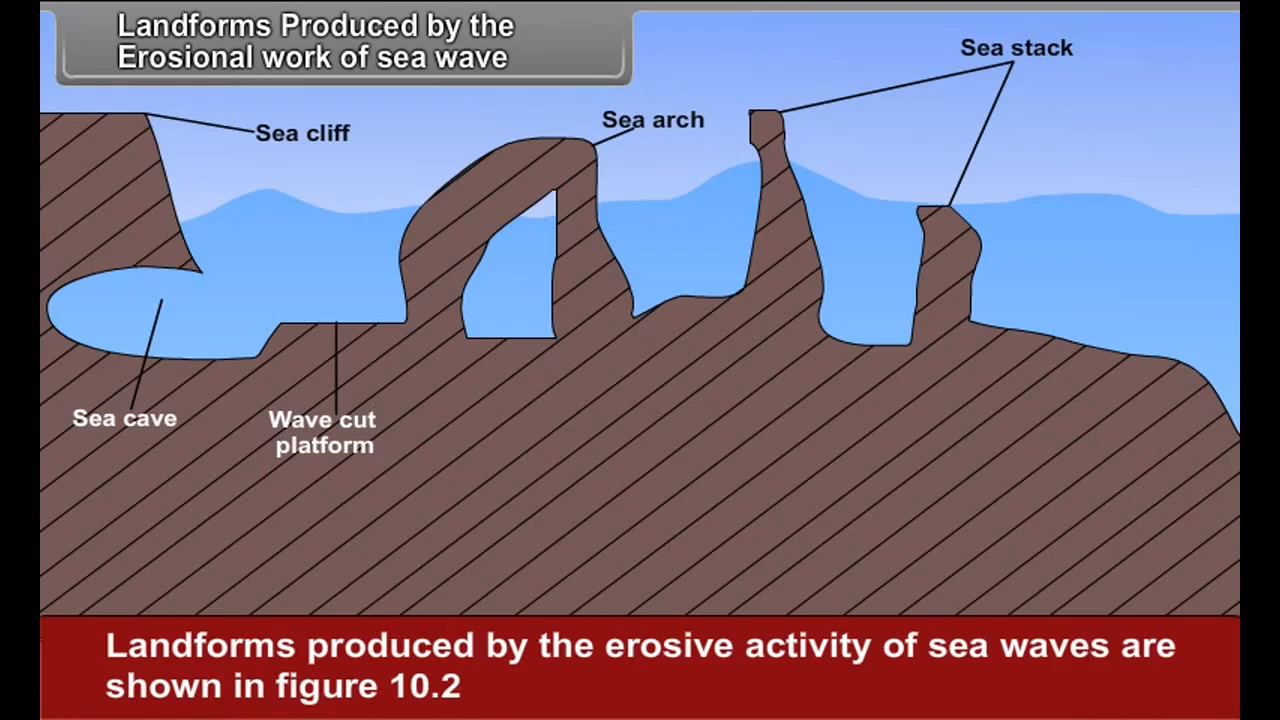 Landforms Produced by the
Erosional work of sea wave
Sea stack
Sea arch
Sea cliff
Sea cave
Wave cut
platform
Landforms produced by the erosive activity of sea waves are
shown in figure 10.2